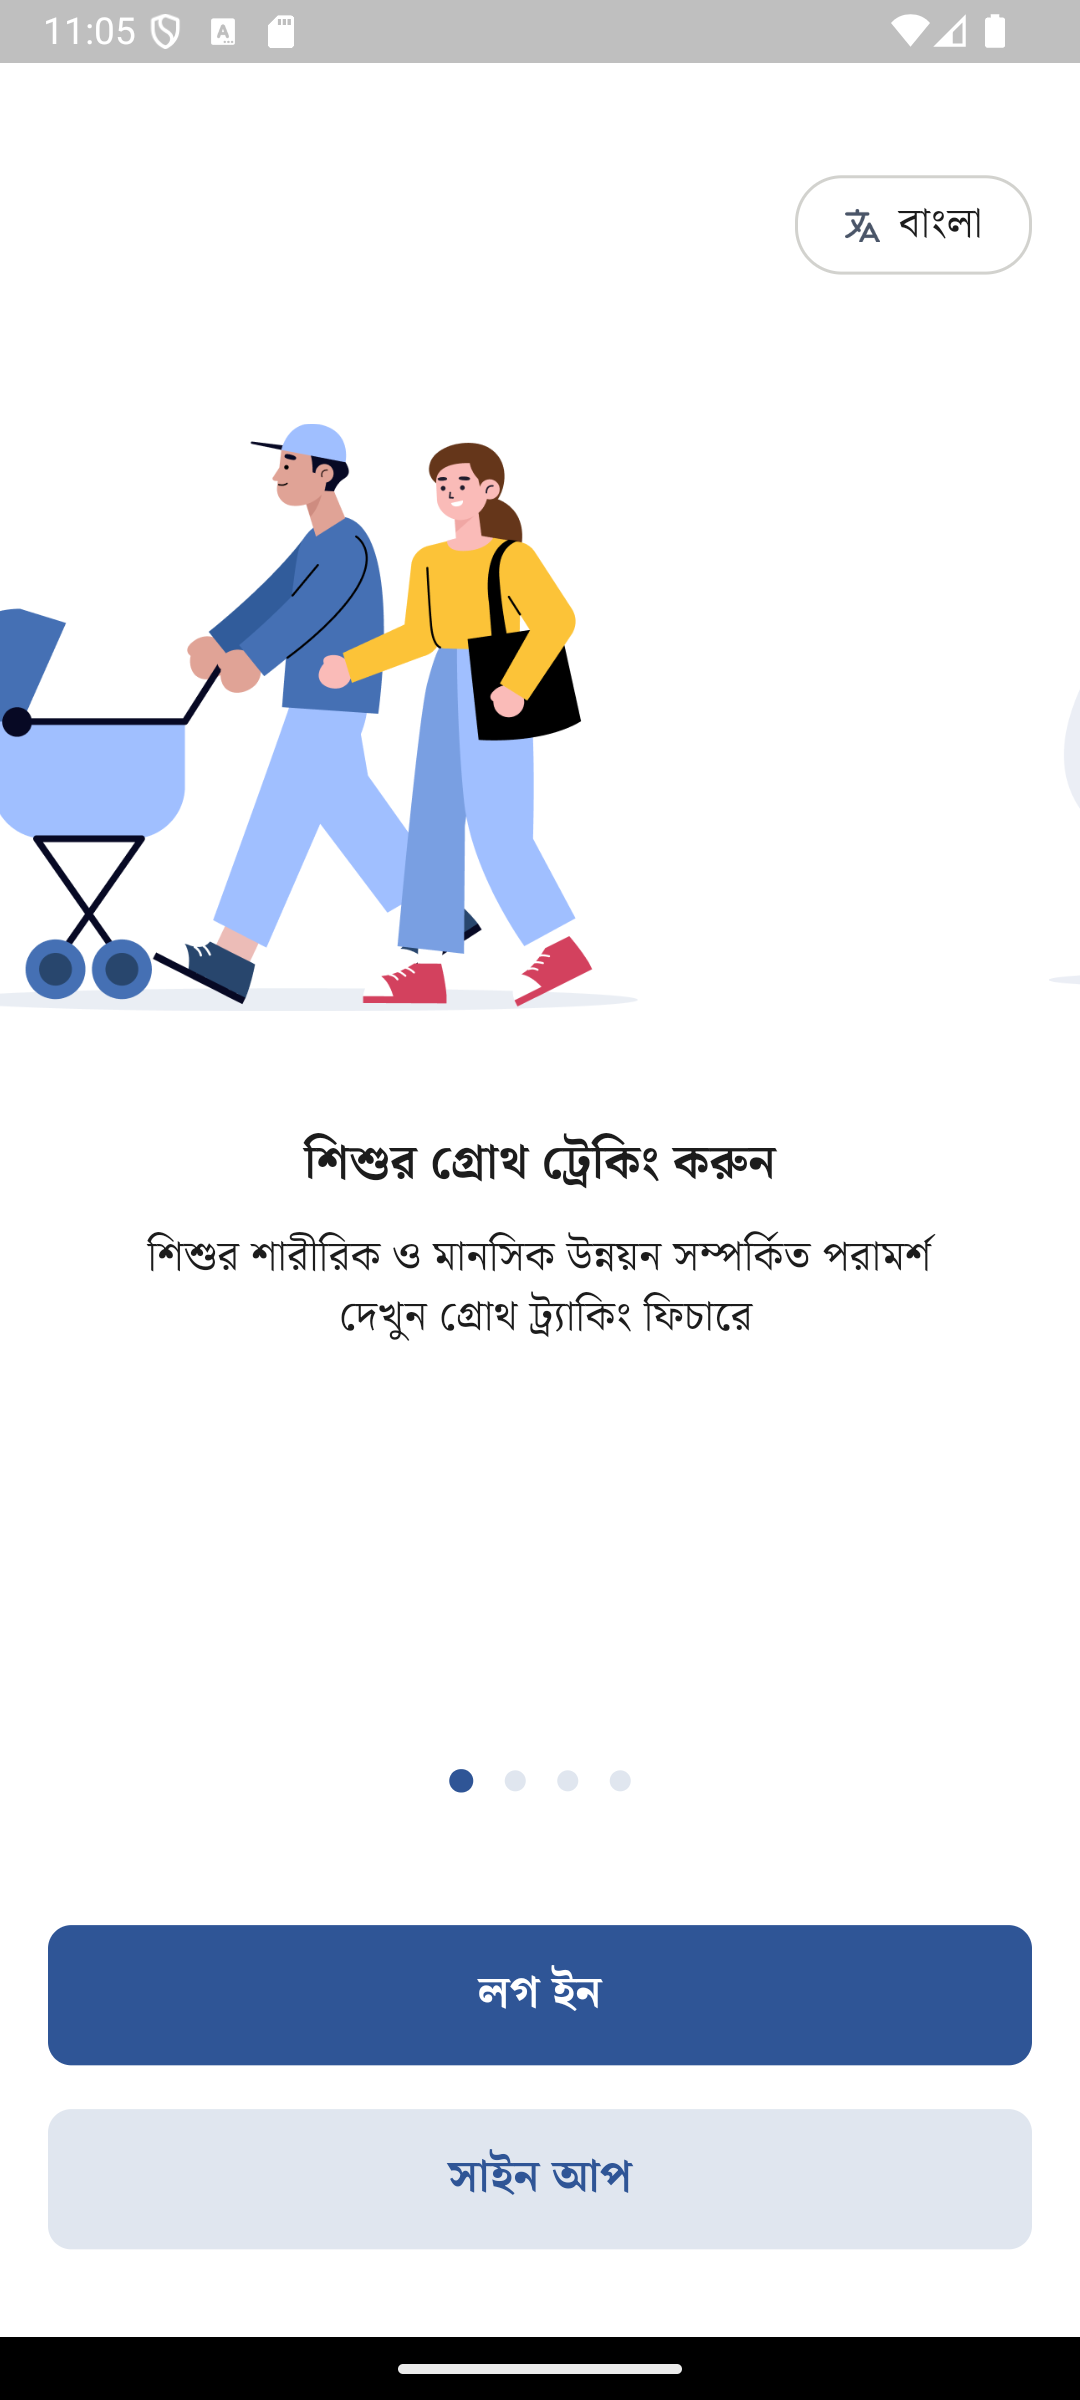 11:05
বাংলা
শিশুর গ্রোথ ট্রেকিং করুন
শিশুর শারীরিক ও মানসিক উন্নয়ন সম্পর্কিত পরামর্শ
দেখুন গ্রোথ ট্র্যাকিং ফিচারে
লগ ইন
সাইন আপ